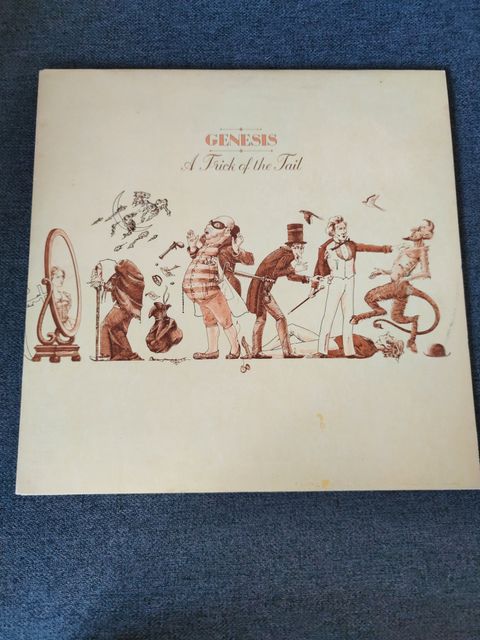 GENESIS
A Trick of the Tail